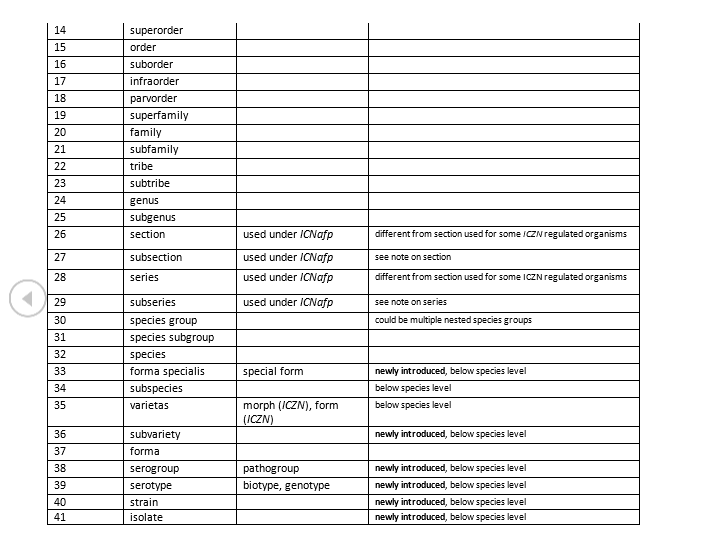 14 superorder
15 order
16 suborder
17 infraorder
18 parvorder
19 superfamily
20 family
21 subfamily
22 tribe
23 subtribe
24 genus
25 subgenus
26 section used under ICNafp different from section used for some ICZN regulated organisms
27 subsection used under ICNafp see note on section
28 series used under ICNafp different from section used for some ICZN regulated organisms
29 subseries used under ICNafp see note on series
30 species group could be multiple nested species groups
31 species subgroup
32 species
33 forma specialis special form newly introduced, below species level
34 subspecies below species level
35 varietas morph (ICZN), form below species level
(ICZN)
36 subvariety newly introduced, below species level
37 forma
38 serogroup pathogroup newly introduced, below species level
39 serotype biotype, genotype newly introduced, below species level
40 strain newly introduced, below species level
41 isolate newly introduced, below species level